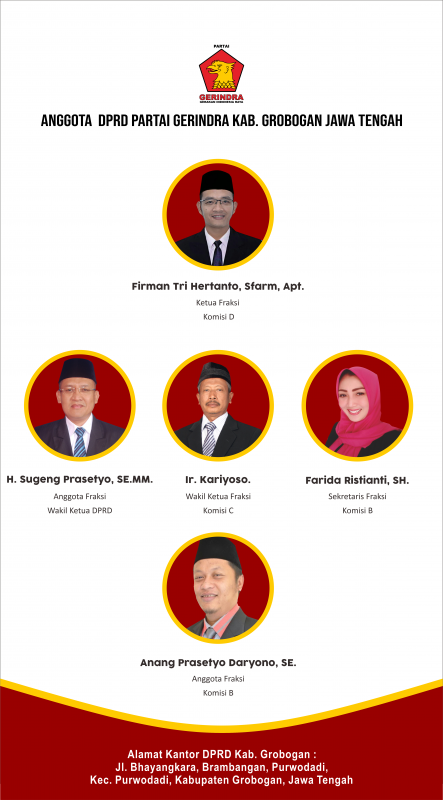 PARTAI
GERINDRA
GERAKAN INDONESIA RAYA
ANGGOTA DPRD PARTAI GERINDRA KAB. GROBOGAN JAWA TENGAH
Firman Tri Hertanto, Sfarm, Apt.
Ketua Fraksi
Komisi D
H. Sugeng Prasetyo, SE.MM.
Anggota Fraksi
Wakil Ketua DPRD
Ir. Kariyoso.
Wakil Ketua Fraksi
Komisi C
Farida Ristianti, SH.
Sekretaris Fraksi
Komisi B
Anang Prasetyo Daryono, SE.
Anggota Fraksi
Komisi B
Alamat Kantor DPRD Kab. Grobogan :
Jl. Bhayangkara, Brambangan, Purwodadi,
Kec. Purwodadi, Kabupaten Grobogan, Jawa Tengah